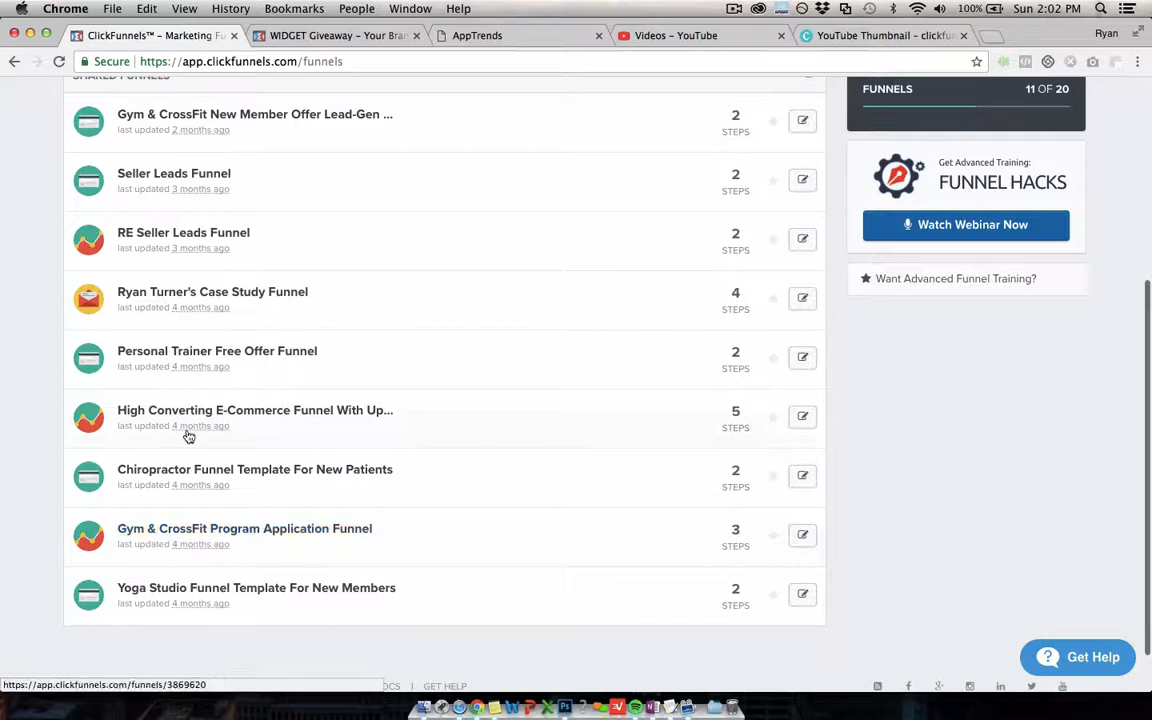 Chrome File Edit View History Bookmarks People Window Help 100% Sun 2:02 PM
ClickFunnels™ – Marketing Fu WIDGET Giveaway – Your Bran AppTrends Videos – YouTube YouTube Thumbnail – clickfun Ryan
Secure https://app.clickfunnels.com/funnels
SHARED FUNNELS
Gym & CrossFit New Member Offer Lead-Gen ...
last updated 2 months ago
2
STEPS
Seller Leads Funnel
last updated 3 months ago
2
STEPS
RE Seller Leads Funnel
last updated 3 months ago
2
STEPS
Ryan Turner's Case Study Funnel
last updated 4 months ago
4
STEPS
Personal Trainer Free Offer Funnel
last updated 4 months ago
2
STEPS
High Converting E-Commerce Funnel With Up...
last updated 4 months ago
5
STEPS
Chiropractor Funnel Template For New Patients
last updated 4 months ago
2
STEPS
Gym & CrossFit Program Application Funnel
last updated 4 months ago
3
STEPS
Yoga Studio Funnel Template For New Members
last updated 4 months ago
2
STEPS
FUNNELS 11 OF 20
Get Advanced Training:
FUNNEL HACKS
Watch Webinar Now
Want Advanced Funnel Training?
Get Help
https://app.clickfunnels.com/funnels/3869620
OCS GET HELP